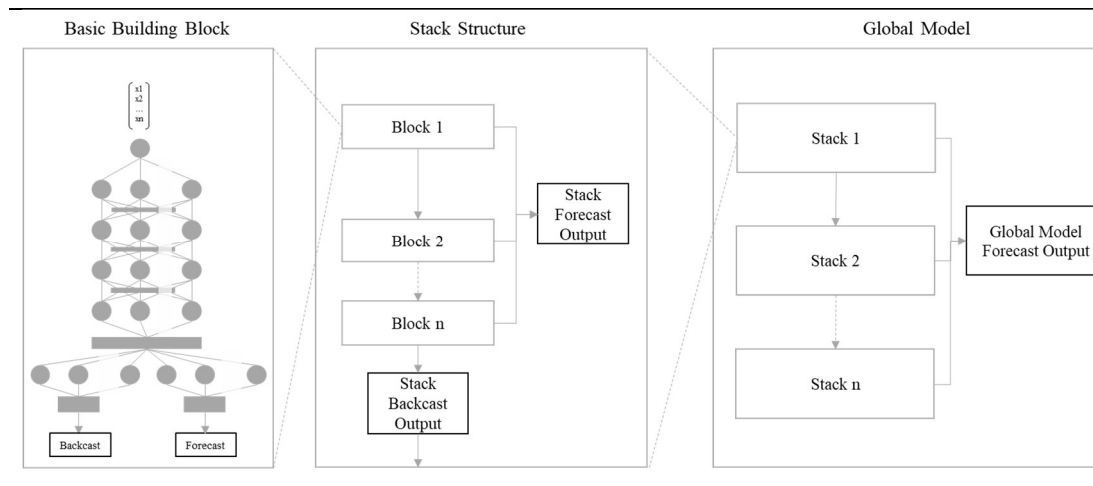 Basic Building Block
x1
x2
...
xn
Backcast
Forecast
Stack Structure
Block 1
Block 2
Block n
Stack
Forecast
Output
Stack
Backcast
Output
Global Model
Stack 1
Stack 2
Stack n
Global Model
Forecast Output